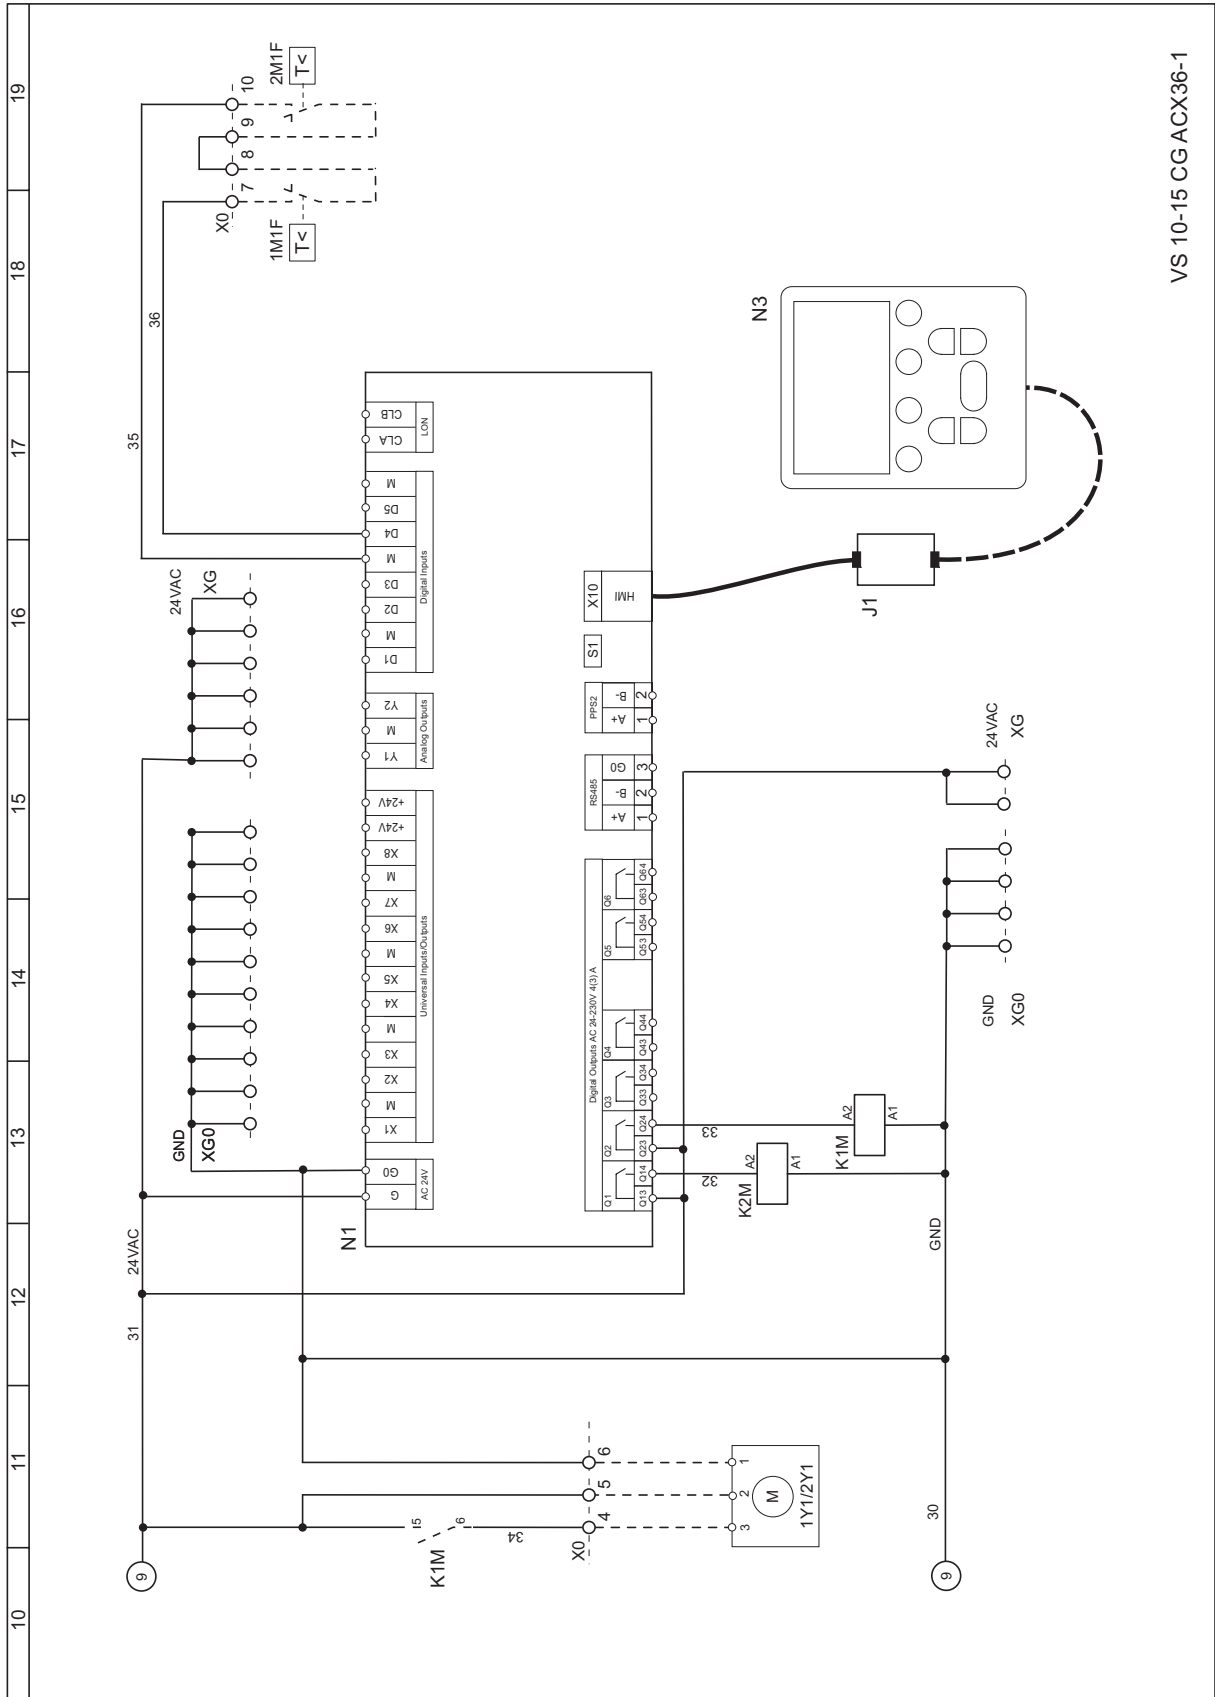 10 11 12 13 14 15 16 17 18 19
9
31
24VAC
GND
XG0
24VAC
XG
35
36
X0
7 8 9 10
1M1F
T<
2M1F
T<
N1
G G0 X1 M X2 X3 M X4 X5 M X6 X7 M X8 +24V +24V Y1 M Y2 D1 M D2 D3 M D4 D5 M CLA CLB
AC 24V
Universal Inputs/Outputs
Analog Outputs
Digital Inputs
LON
Digital Outputs AC 24-230V 4(3) A
RS485
PPS2
S1
X10
HMI
Q1 Q2 Q3 Q4 Q5 Q6
A+ B- G0 A+ B-
Q13 Q14 Q23 Q24 Q33 Q34 Q43 Q44 Q53 Q54 Q63 Q64 1 2 3 1 2
K1M
5 6
34
X0
4 5 6
3 2 1
M
1Y1/2Y1
32
33
K2M
A2
A1
K1M
A2
A1
J1
N3
9
30
GND
GND
XG0
24VAC
XG
VS 10-15 CG ACX36-1